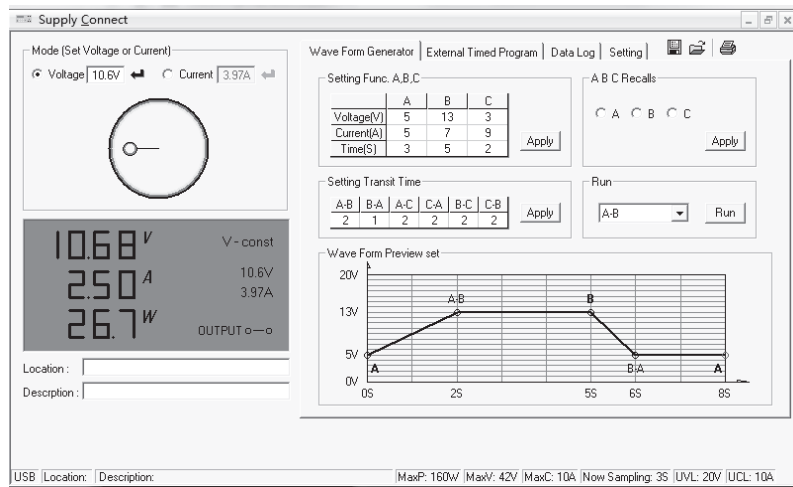 Supply Connect
Mode (Set Voltage or Current)
Voltage 10.6V Current 3.97A
10.68 V V-const
2.50 A 10.6V
3.97A
26.7 W OUTPUT
Location :
Descrption :
Wave Form Generator External Timed Program Data Log Setting
Setting Func. A,B,C
A B C
Voltage(V) 5 13 3
Current(A) 5 7 9
Time(S) 3 5 2
Apply
A B C Recalls
A B C
Apply
Setting Transit Time
A-B B-A A-C C-A B-C C-B
2 1 2 2 2 2
Apply
Run
A-B Run
Wave Form Preview set
20V
A-B B
13V
5V
A B-A A
0V
0S 2S 5S 6S 8S
USB Location: Description: MaxP: 160W MaxV: 42V MaxC: 10A Now Sampling: 3S UVL: 20V UCL: 10A